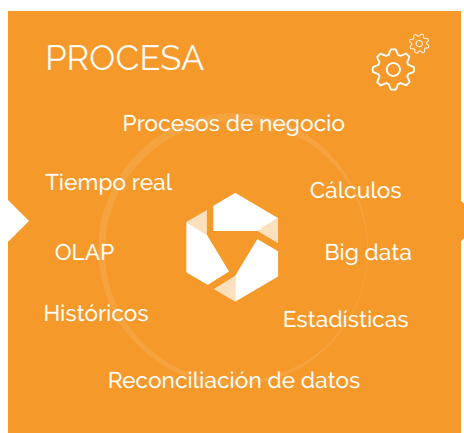 PROCESA
Procesos de negocio
Tiempo real
Cálculos
OLAP
Big data
Históricos
Estadísticas
Reconciliación de datos